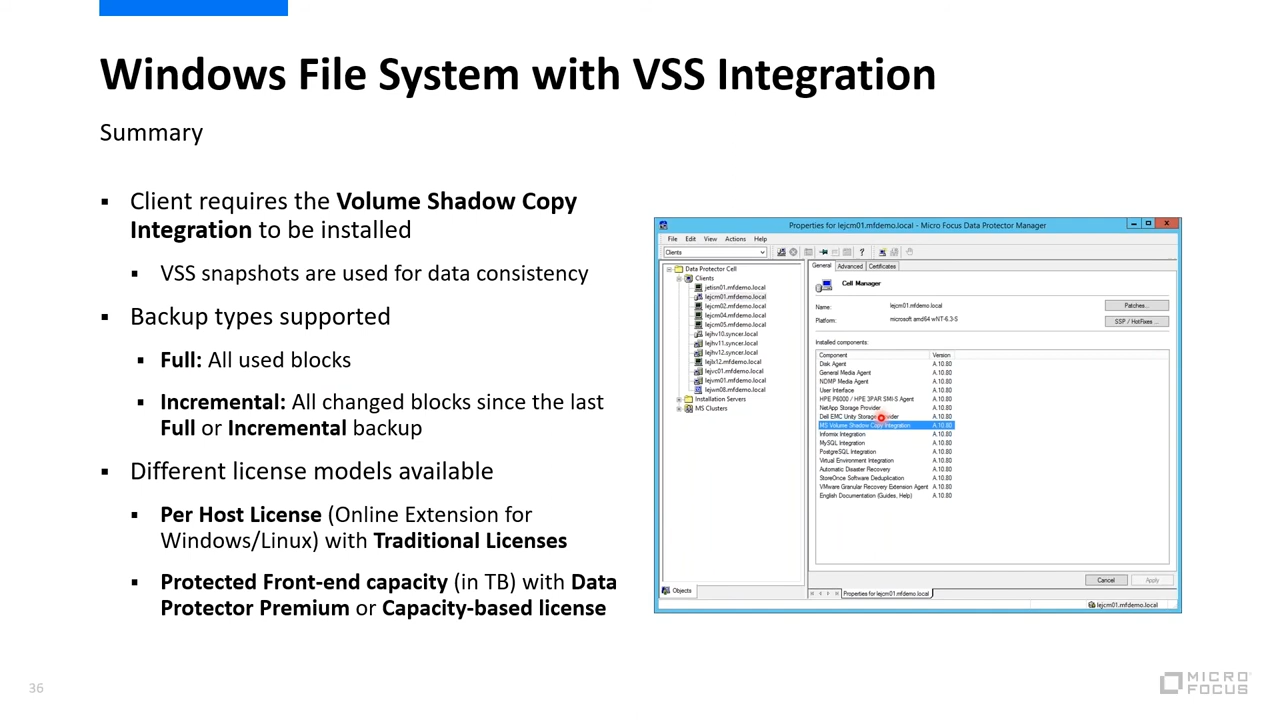 Windows File System with VSS Integration
Summary
▪ Client requires the Volume Shadow Copy
Integration to be installed
▪ VSS snapshots are used for data consistency
▪ Backup types supported
▪ Full: All used blocks
▪ Incremental: All changed blocks since the last
Full or Incremental backup
▪ Different license models available
▪ Per Host License (Online Extension for
Windows/Linux) with Traditional Licenses
▪ Protected Front-end capacity (in TB) with Data
Protector Premium or Capacity-based license
Properties for lejcm01.mfdemo.local - Micro Focus Data Protector Manager
File Edit View Actions Help
Clients
Data Protector Cell
Clients
jetisn01.mfdemo.local
lejcm01.mfdemo.local
lejcm02.mfdemo.local
lejcm04.mfdemo.local
lejcm05.mfdemo.local
lejhv10.syncer.local
lejhv11.syncer.local
lejhv12.syncer.local
lejlx12.mfdemo.local
lejvc01.mfdemo.local
lejvm01.mfdemo.local
lejwn08.mfdemo.local
Installation Servers
MS Clusters
Objects
General Advanced Certificates
Cell Manager
Name: lejcm01.mfdemo.local Patches...
Platform: microsoft amd64 wNT-6.3-S SSP / HotFixes ...
Installed components:
Component Version
Disk Agent A.10.80
General Media Agent A.10.80
NDMP Media Agent A.10.80
User Interface A.10.80
HPE P6000 / HPE 3PAR SMI-S Agent A.10.80
NetApp Storage Provider A.10.80
Dell EMC Unity Storage Provider A.10.80
MS Volume Shadow Copy Integration A.10.80
Informix Integration A.10.80
MySQL Integration A.10.80
PostgreSQL Integration A.10.80
Virtual Environment Integration A.10.80
Automatic Disaster Recovery A.10.80
StoreOnce Software Deduplication A.10.80
VMware Granular Recovery Extension Agent A.10.80
English Documentation (Guides, Help) A.10.80
Cancel Apply
Properties for lejcm01.mfdemo.local
lejcm01.mfdemo.local
36
MICRO
FOCUS